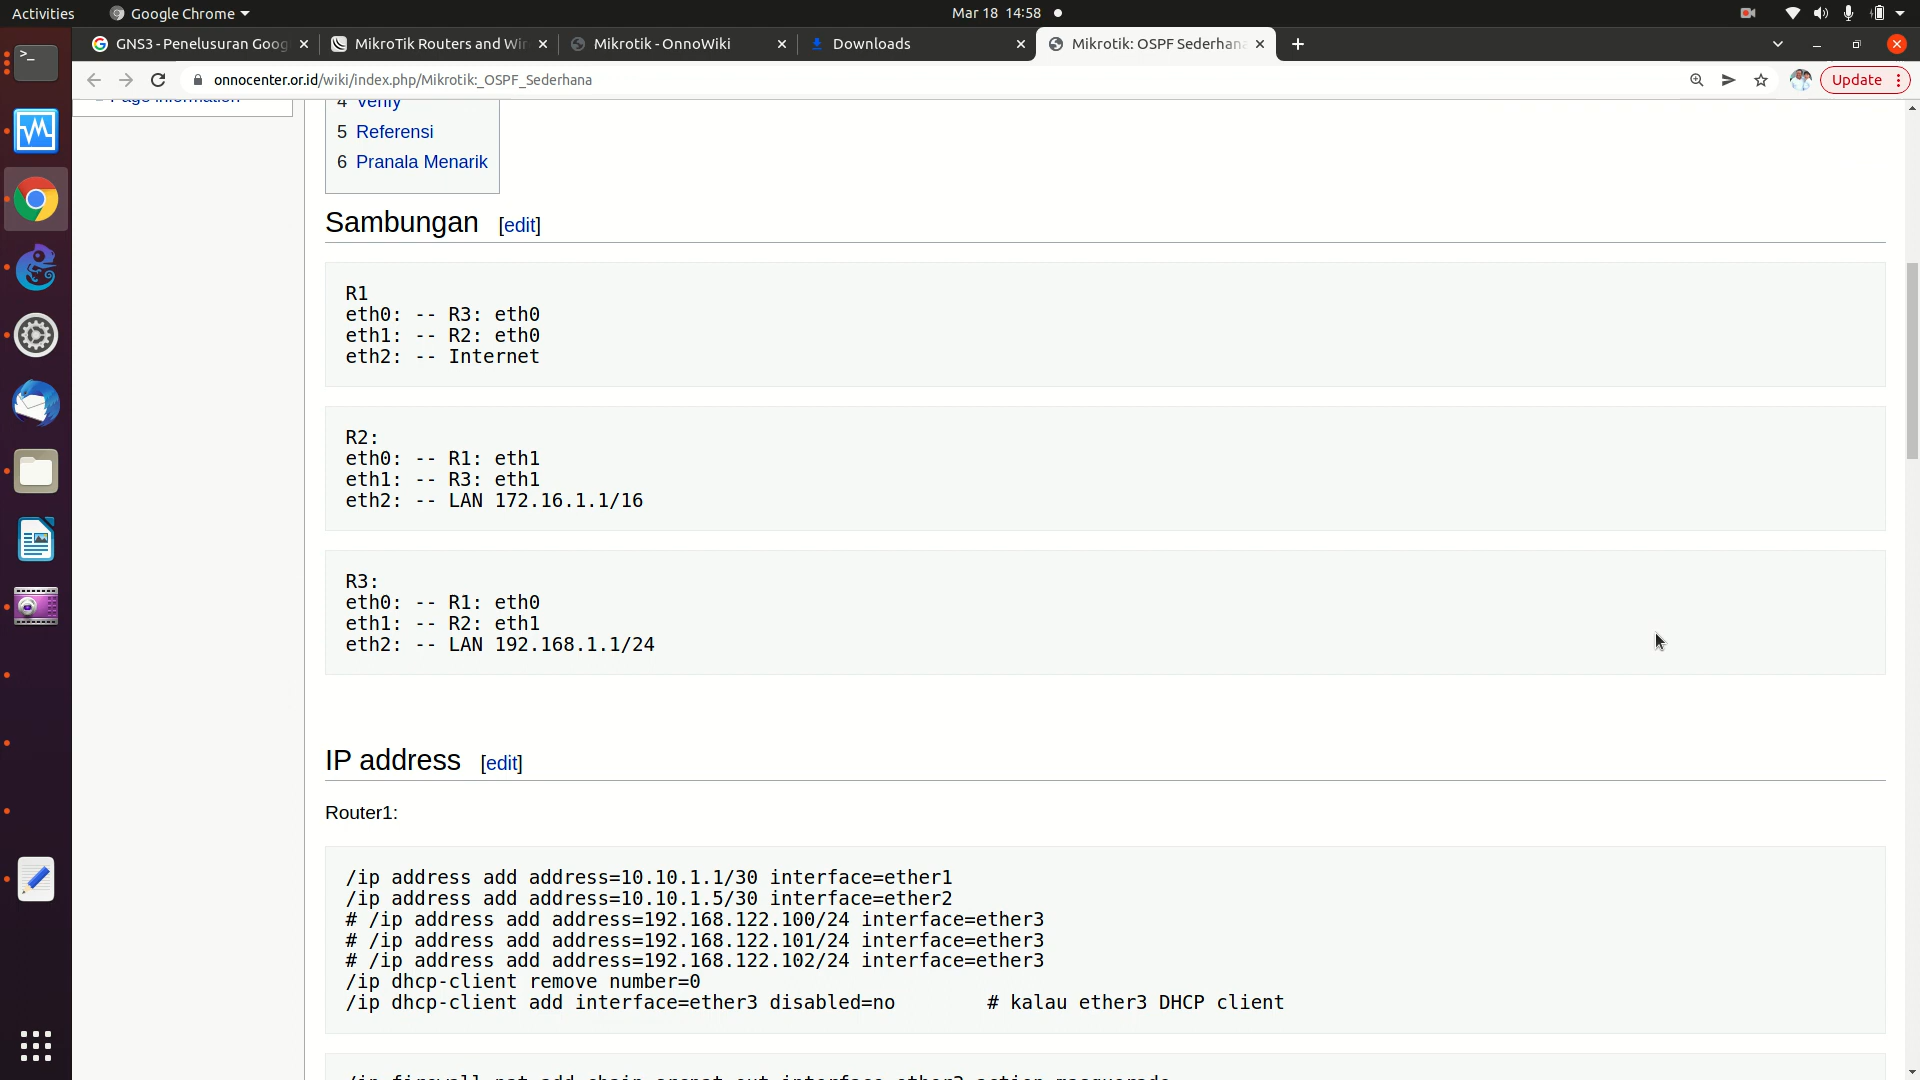 Activities
Google Chrome
Mar 18 14:58
GNS3 - Penelusuran Goog
MikroTik Routers and Wir
Mikrotik - OnnoWiki
Downloads
Mikrotik: OSPF Sederhana
onnocenter.or.id/wiki/index.php/Mikrotik:_OSPF_Sederhana
Update
Page information
4 Verify
5 Referensi
6 Pranala Menarik
Sambungan [edit]
R1
eth0: -- R3: eth0
eth1: -- R2: eth0
eth2: -- Internet
R2:
eth0: -- R1: eth1
eth1: -- R3: eth1
eth2: -- LAN 172.16.1.1/16
R3:
eth0: -- R1: eth0
eth1: -- R2: eth1
eth2: -- LAN 192.168.1.1/24
IP address [edit]
Router1:
/ip address add address=10.10.1.1/30 interface=ether1
/ip address add address=10.10.1.5/30 interface=ether2
# /ip address add address=192.168.122.100/24 interface=ether3
# /ip address add address=192.168.122.101/24 interface=ether3
# /ip address add address=192.168.122.102/24 interface=ether3
/ip dhcp-client remove number=0
/ip dhcp-client add interface=ether3 disabled=no # kalau ether3 DHCP client